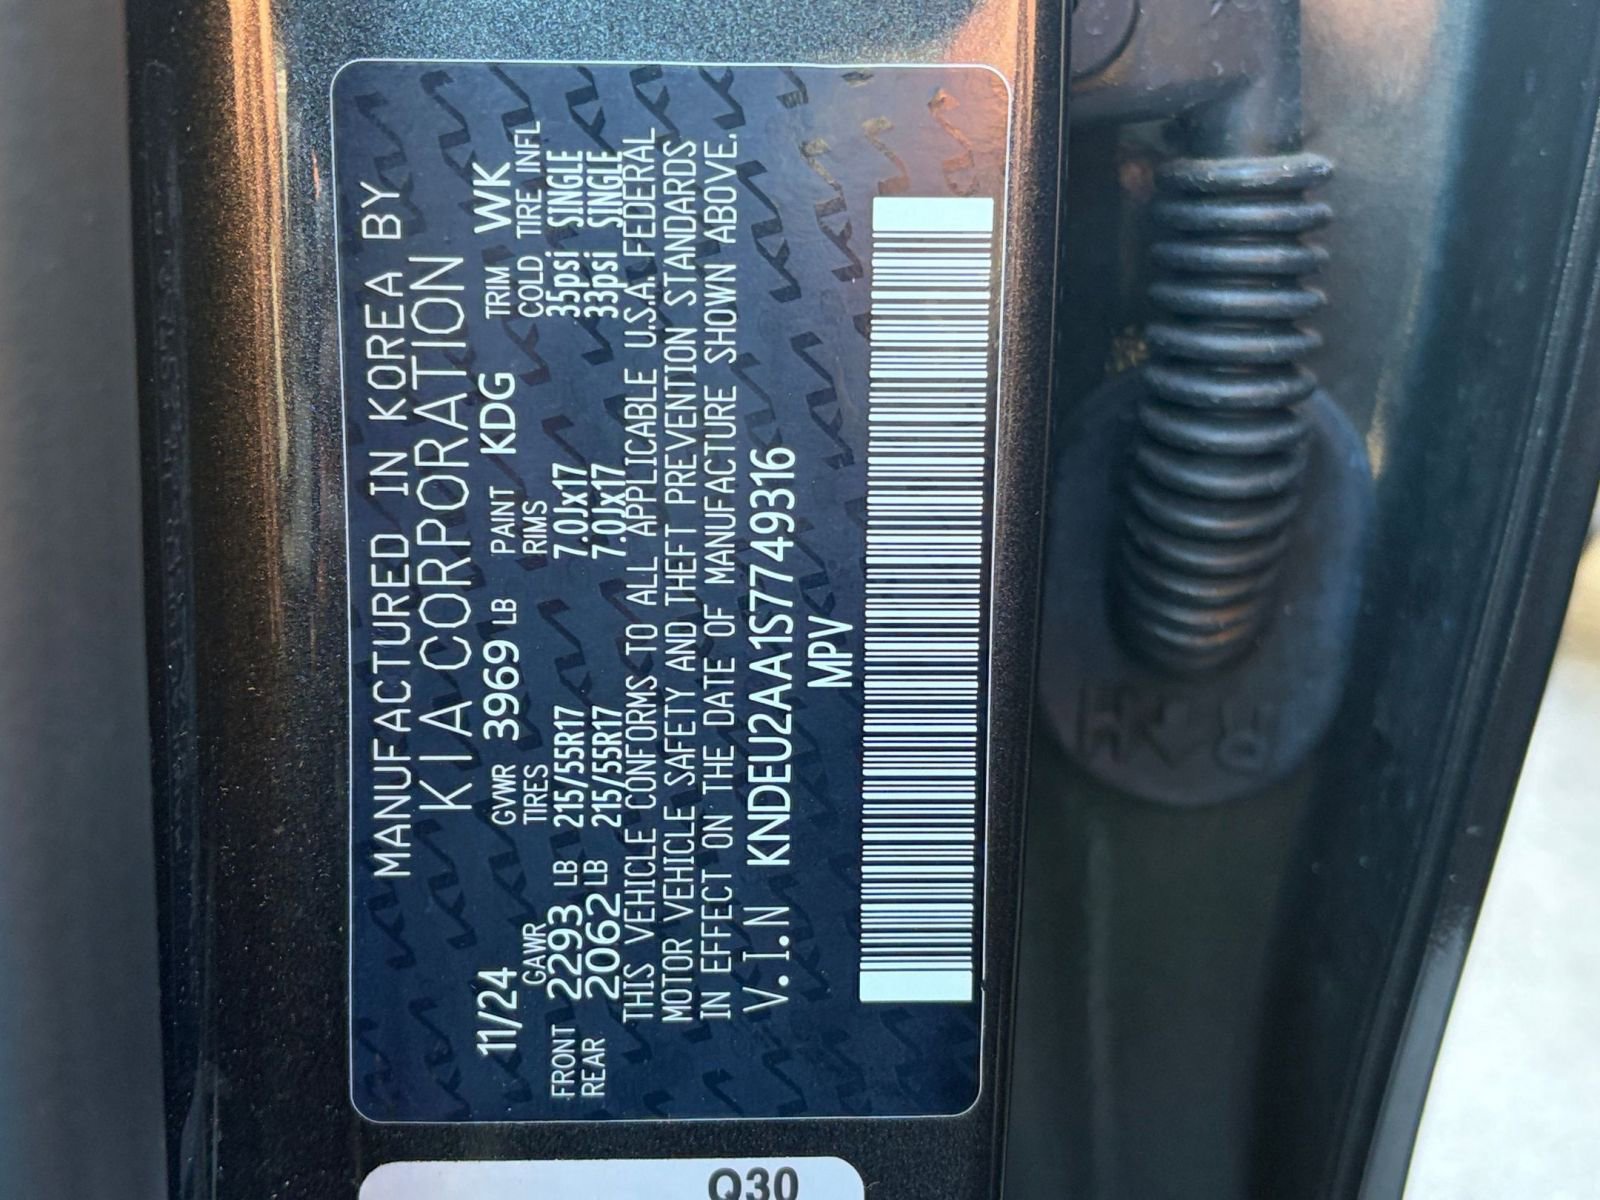 MANUFACTURED IN KOREA BY
KIA CORPORATION
11/24 GVWR 3969 LB PAINT KDG TRIM WK
GAWR TIRES RIMS COLD TIRE INFL
FRONT 2293 LB 215/55R17 7.0Jx17 35psi SINGLE
REAR 2062 LB 215/55R17 7.0Jx17 33psi SINGLE
THIS VEHICLE CONFORMS TO ALL APPLICABLE U.S.A. FEDERAL
MOTOR VEHICLE SAFETY AND THEFT PREVENTION STANDARDS
IN EFFECT ON THE DATE OF MANUFACTURE SHOWN ABOVE.
V.I.N KNDEU2AA1S7749316
MPV
Q30